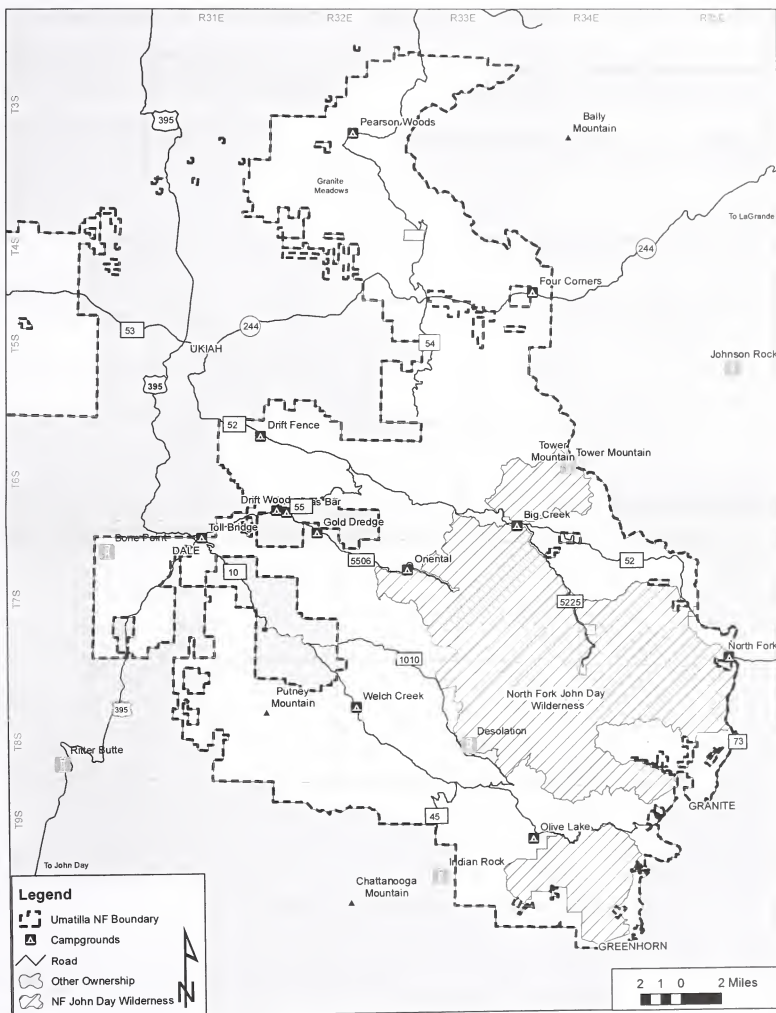 R31E R32E R33E R34E R35E
T3S
395
Pearson Woods
Bally
Mountain
Granite
Meadows
To LaGrande
T4S
244
Four Corners
53
244
UKIAH
54
T5S
Johnson Rock
395
52
Drift Fence
Tower
Mountain
Tower Mountain
T6S
Drift Wood
as Bar
55
Big Creek
Toll Bridge
Gold Dredge
DALE
10
5506
Oriental
52
T7S
5225
North Fork
1010
Putney
Mountain
Welch Creek
North Fork John Day
Wilderness
395
Desolation
T8S
Ritter Butte
73
GRANITE
45
Olive Lake
T9S
Indian Rock
To John Day
Chattanooga
Mountain
GREENHORN
Legend
Umatilla NF Boundary
Campgrounds
Road
Other Ownership
NF John Day Wilderness
N
2 1 0 2 Miles